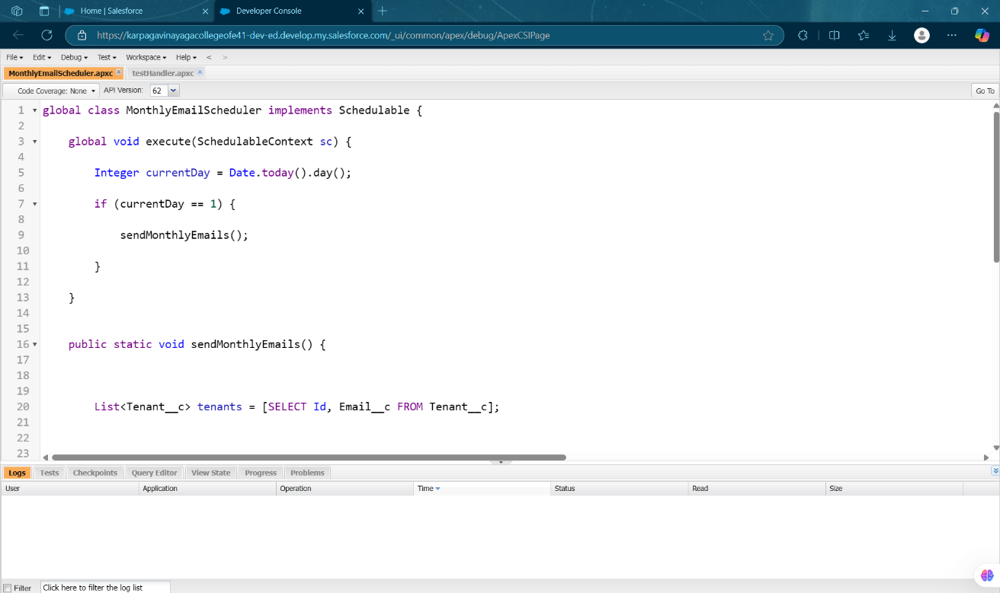 Home | Salesforce
Developer Console
https://karpagavinayagacollegeofe41-dev-ed.develop.my.salesforce.com/_ui/common/apex/debug/ApexCSIPage
File Edit Debug Test Workspace Help < >
MonthlyEmailScheduler.apxc testHandler.apxc
Code Coverage: None API Version: 62 Go To
1 global class MonthlyEmailScheduler implements Schedulable {
2
3 global void execute(SchedulableContext sc) {
4
5 Integer currentDay = Date.today().day();
6
7 if (currentDay == 1) {
8
9 sendMonthlyEmails();
10
11 }
12
13 }
14
15
16 public static void sendMonthlyEmails() {
17
18
19
20 List<Tenant__c> tenants = [SELECT Id, Email__c FROM Tenant__c];
21
22
23
Logs Tests Checkpoints Query Editor View State Progress Problems
User Application Operation Time Status Read Size
Filter Click here to filter the log list